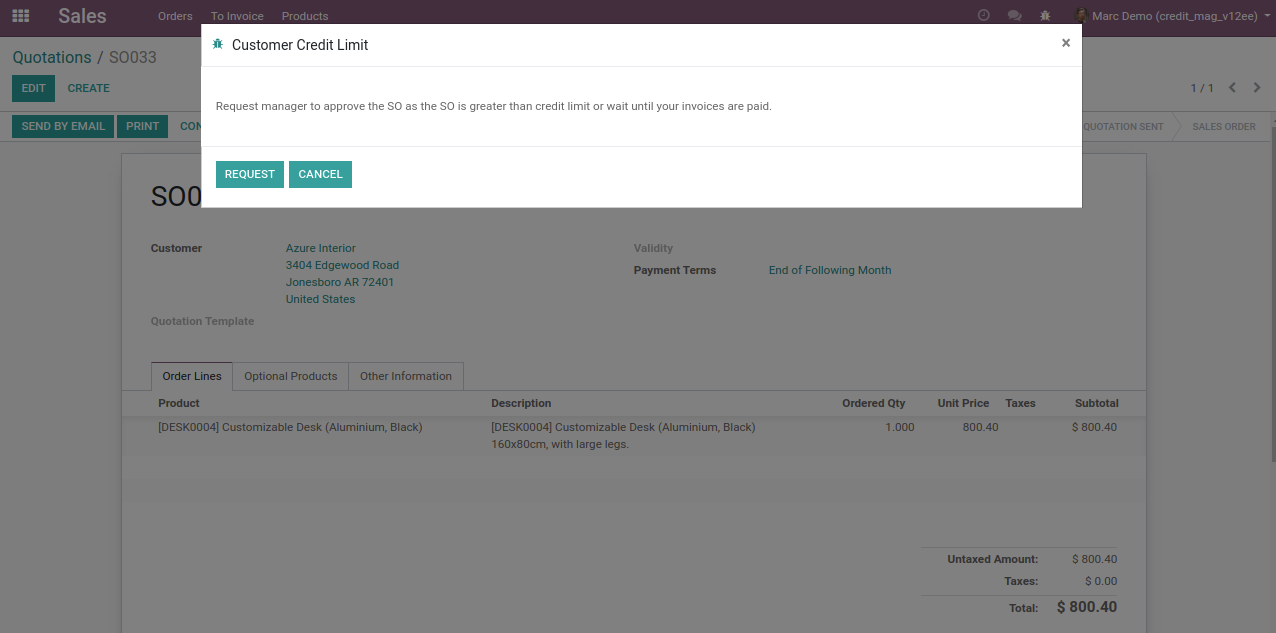 Sales Orders To Invoice Products Marc Demo (credit_mag_v12ee)
Customer Credit Limit ×
Quotations / SO033
EDIT CREATE 1 / 1
Request manager to approve the SO as the SO is greater than credit limit or wait until your invoices are paid.
SEND BY EMAIL PRINT CON QUOTATION SENT SALES ORDER
REQUEST CANCEL
SO0
Customer Azure Interior Validity
3404 Edgewood Road Payment Terms End of Following Month
Jonesboro AR 72401
United States
Quotation Template
Order Lines Optional Products Other Information
Product Description Ordered Qty Unit Price Taxes Subtotal
[DESK0004] Customizable Desk (Aluminium, Black) [DESK0004] Customizable Desk (Aluminium, Black) 1.000 800.40 $ 800.40
160x80cm, with large legs.
Untaxed Amount: $ 800.40
Taxes: $ 0.00
Total: $ 800.40